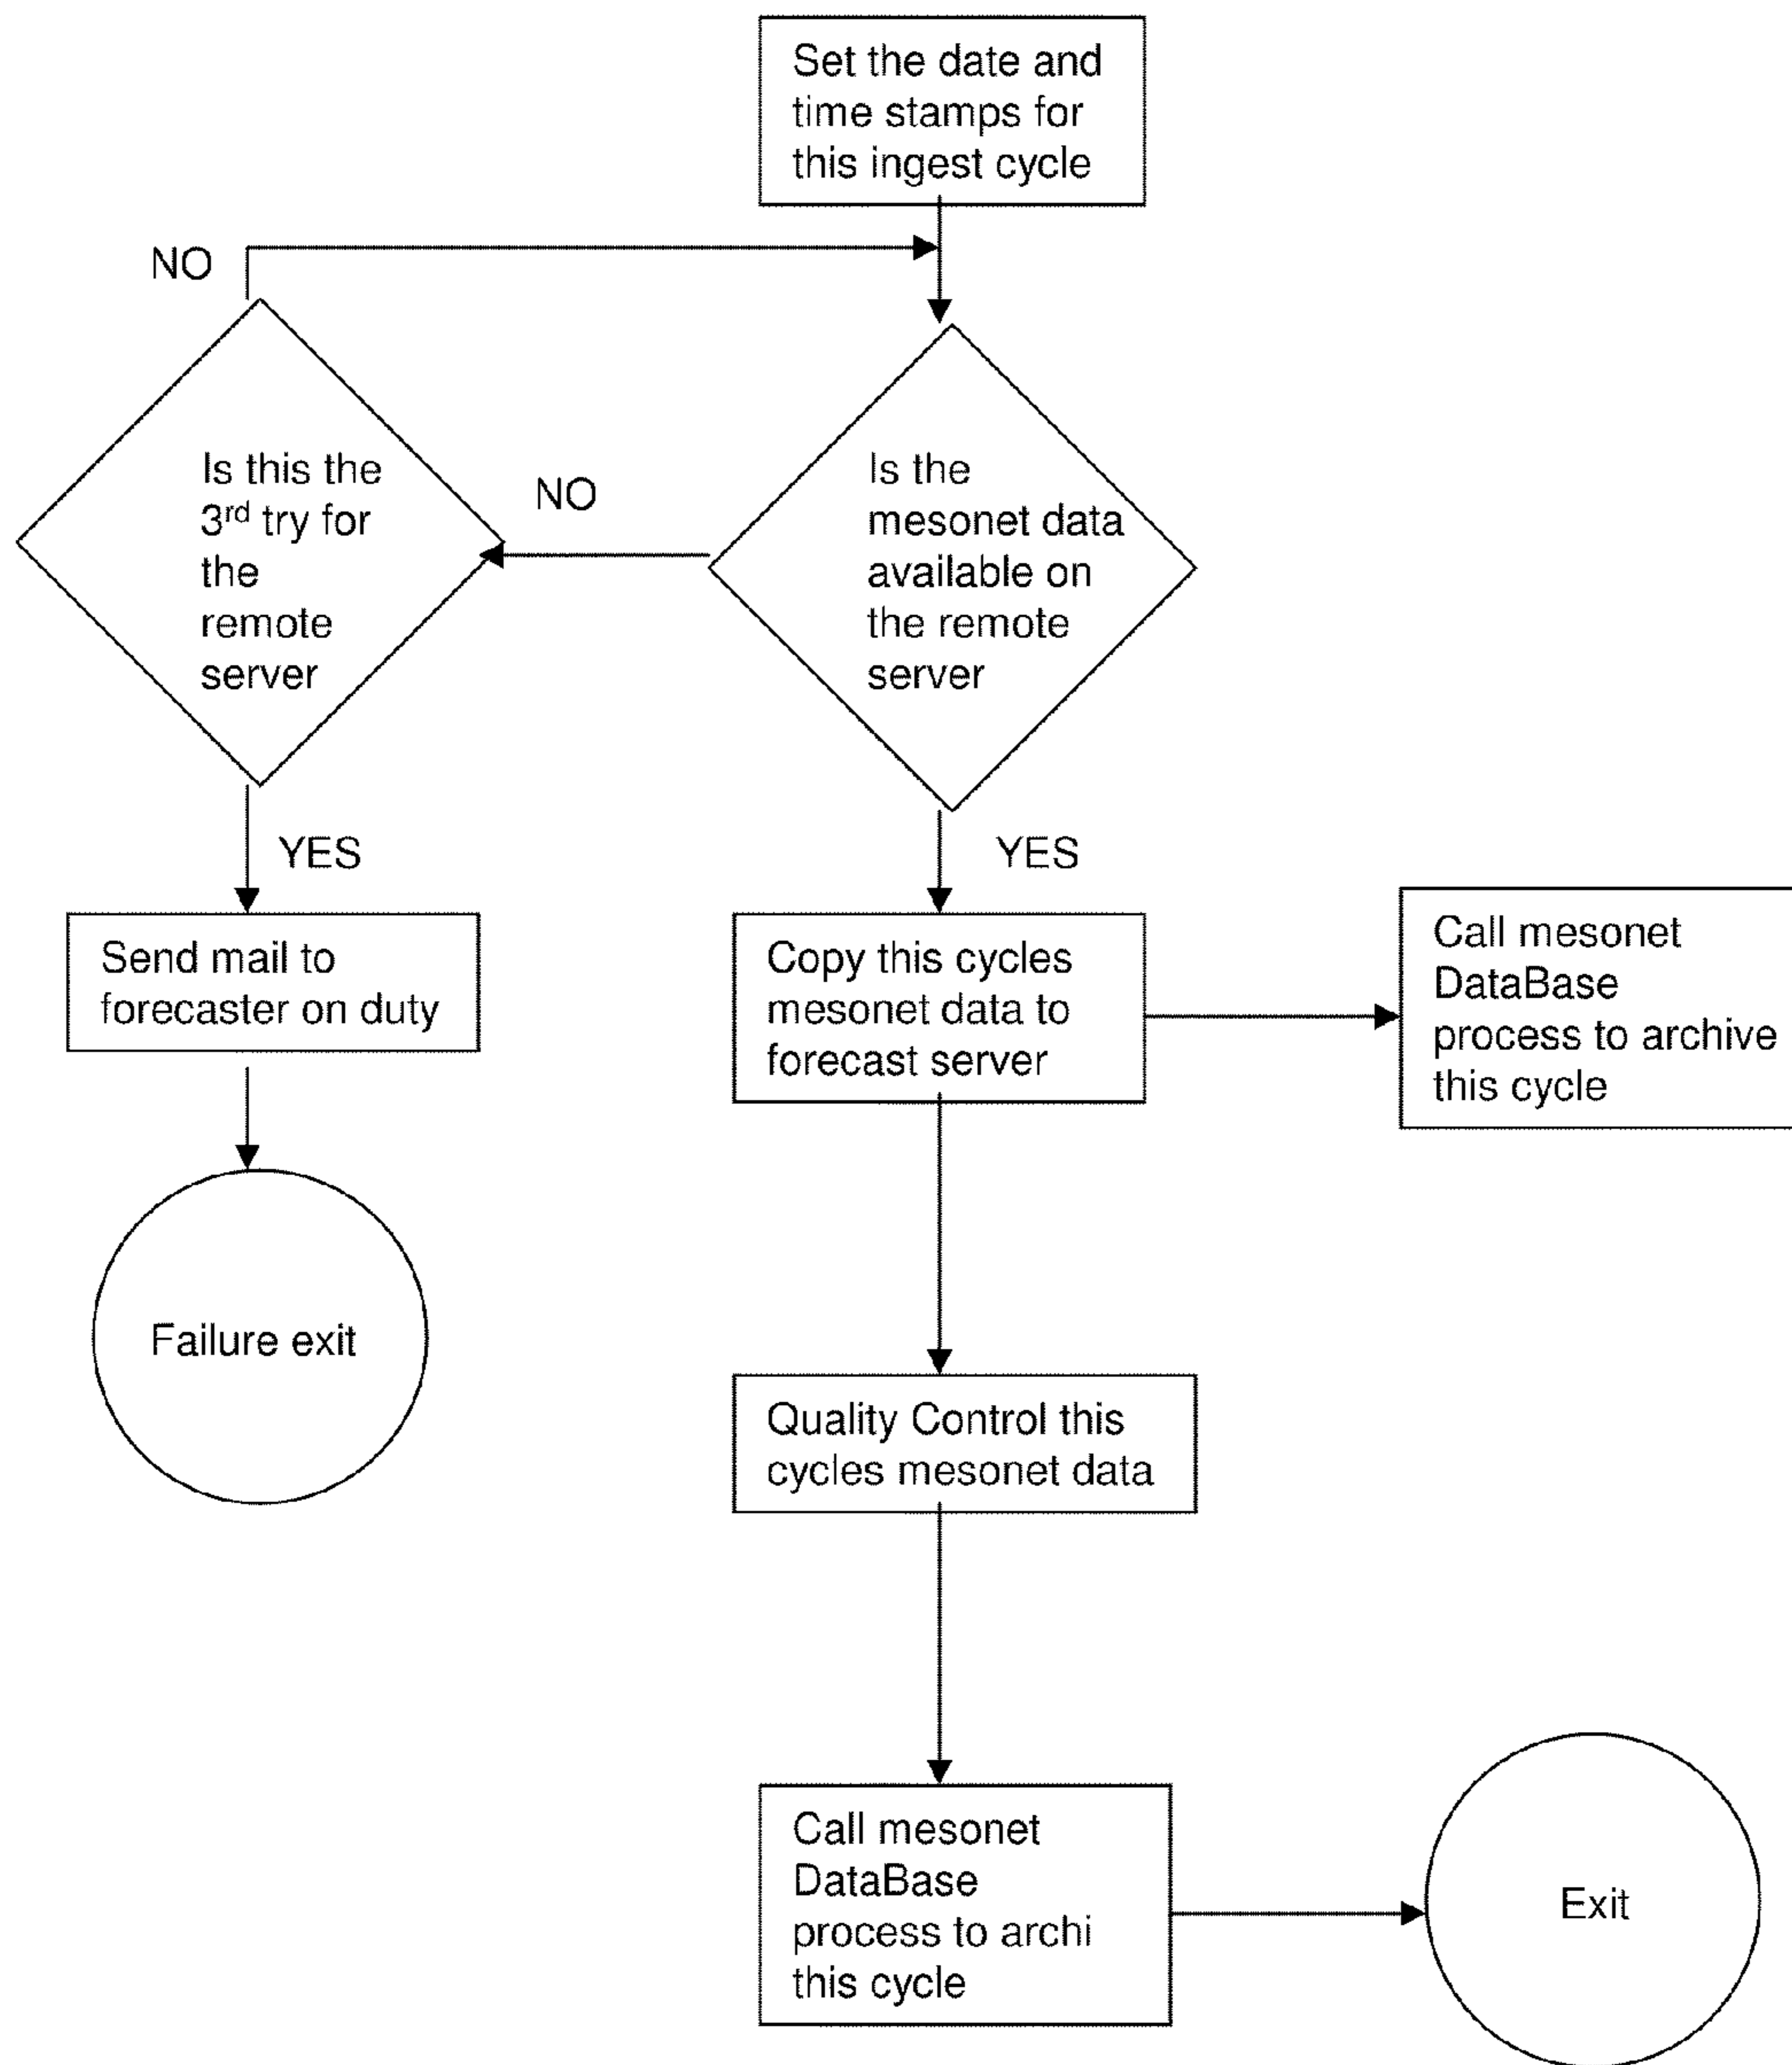 Set the date and
time stamps for
this ingest cycle
NO
Is this the
3rd try for
the
remote
server
NO
Is the
mesonet data
available on
the remote
server
YES
YES
Send mail to
forecaster on duty
Copy this cycles
mesonet data to
forecast server
Call mesonet
DataBase
process to archive
this cycle
Failure exit
Quality Control this
cycles mesonet data
Call mesonet
DataBase
process to archi
this cycle
Exit